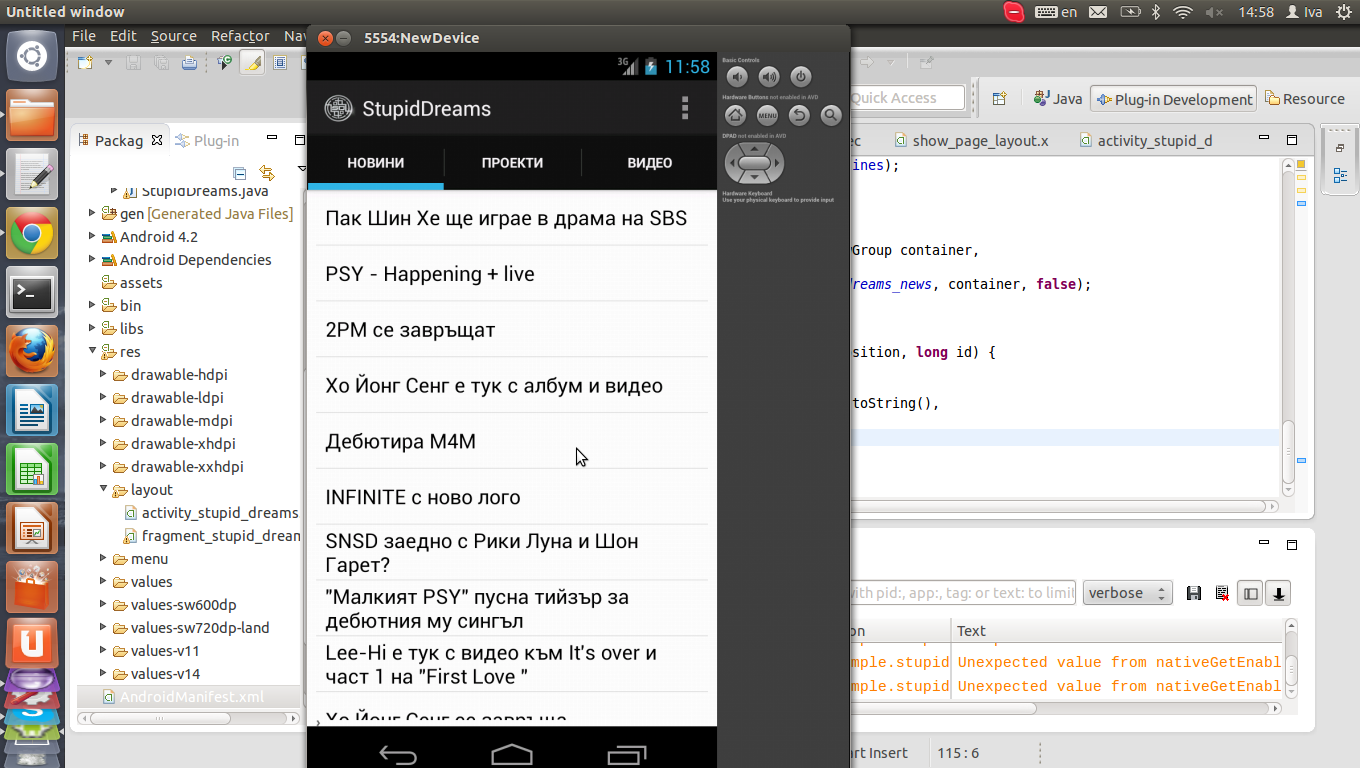 Untitled window
en
14:58
Iva
File Edit Source Refactor Nav
5554:NewDevice
Quick Access
Java
Plug-in Development
Resource
Packag
Plug-in
StupidDreams.java
gen [Generated Java Files]
Android 4.2
Android Dependencies
assets
bin
libs
res
drawable-hdpi
drawable-ldpi
drawable-mdpi
drawable-xhdpi
drawable-xxhdpi
layout
activity_stupid_dreams
fragment_stupid_drean
menu
values
values-sw600dp
values-sw720dp-land
values-v11
values-v14
AndroidManifest.xml
3G
11:58
StupidDreams
НОВИНИ
ПРОЕКТИ
ВИДЕО
Пак Шин Хе ще играе в драма на SBS
PSY - Happening + live
2PM се завръщат
Хо Йонг Сенг е тук с албум и видео
Дебютира M4M
INFINITE с ново лого
SNSD заедно с Рики Луна и Шон
Гарет?
"Малкият PSY" пусна тийзър за
дебютния му сингъл
Lee-Hi е тук с видео към It's over и
част 1 на "First Love "
Хо Йонг Сенг се завръща
Basic Controls
Hardware Buttons not enabled in AVD
MENU
DPAD not enabled in AVD
Hardware Keyboard
Use your physical keyboard to provide input
ec
show_page_layout.x
activity_stupid_d
ines);
wGroup container,
dreams_news, container, false);
sition, long id) {
toString(),
with pid:, app:, tag: or text: to limit
verbose
on
Text
mple.stupid
Unexpected value from nativeGetEnabl
mple.stupid
Unexpected value from nativeGetEnabl
art Insert
115 : 6